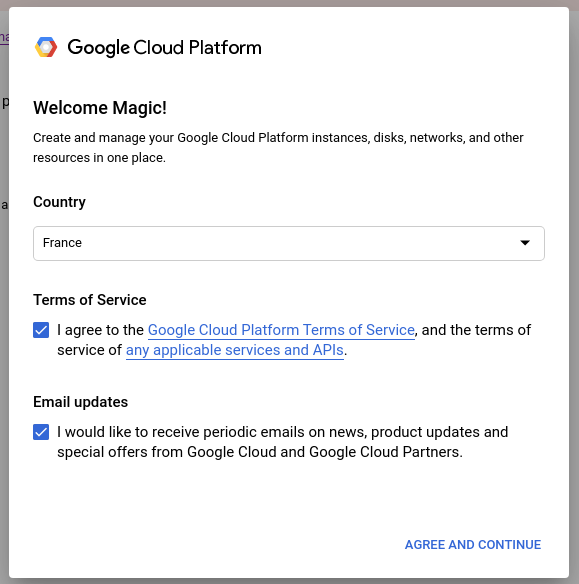 Google Cloud Platform
Welcome Magic!
Create and manage your Google Cloud Platform instances, disks, networks, and other
resources in one place.
Country
France
Terms of Service
I agree to the Google Cloud Platform Terms of Service, and the terms of
service of any applicable services and APIs.
Email updates
I would like to receive periodic emails on news, product updates and
special offers from Google Cloud and Google Cloud Partners.
AGREE AND CONTINUE